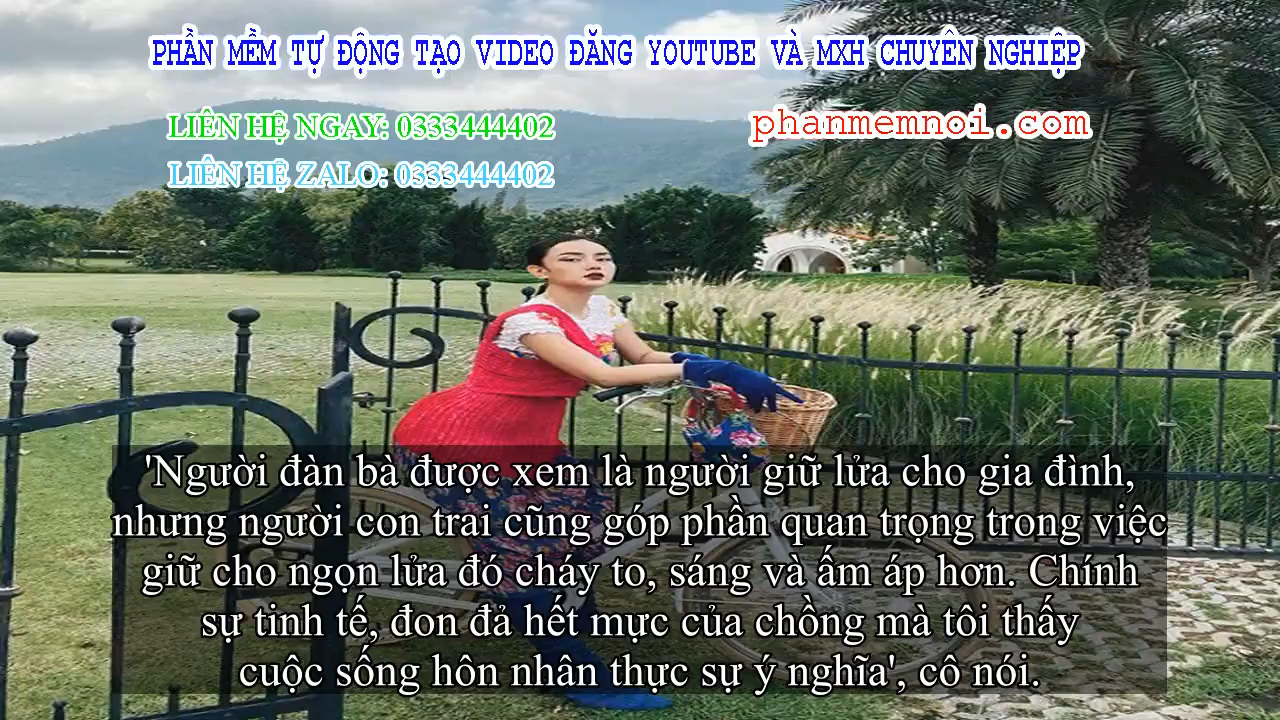 PHẦN MỀM TỰ ĐỘNG TẠO VIDEO ĐĂNG YOUTUBE VÀ MXH CHUYÊN NGHIỆP
LIÊN HỆ NGAY: 0333444402
phanmemnoi.com
LIÊN HỆ ZALO: 0333444402
'Người đàn bà được xem là người giữ lửa cho gia đình,
nhưng người con trai cũng góp phần quan trọng trong việc
giữ cho ngọn lửa đó cháy to, sáng và ấm áp hơn. Chính
sự tinh tế, đon đả hết mực của chồng mà tôi thấy
cuộc sống hôn nhân thực sự ý nghĩa', cô nói.